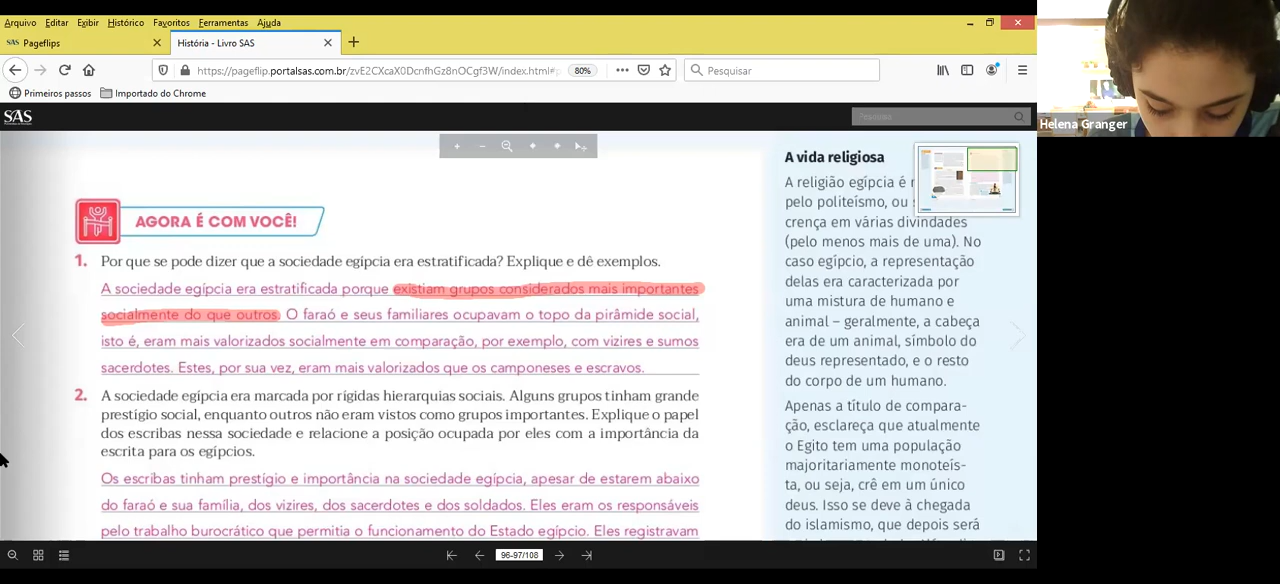 Arquivo Editar Exibir Histórico Favoritos Ferramentas Ajuda
SAS Pageflips
História - Livro SAS
https://pageflip.portalsas.com.br/zvE2CXcaX0DcnfhGz8nOCgf3W/index.html#p
80%
Pesquisar
Primeiros passos Importado do Chrome
SAS
Pesquisa
Helena Granger
AGORA É COM VOCÊ!
1. Por que se pode dizer que a sociedade egípcia era estratificada? Explique e dê exemplos.
A sociedade egípcia era estratificada porque existiam grupos considerados mais importantes
socialmente do que outros. O faraó e seus familiares ocupavam o topo da pirâmide social,
isto é, eram mais valorizados socialmente em comparação, por exemplo, com vizires e sumos
sacerdotes. Estes, por sua vez, eram mais valorizados que os camponeses e escravos.
2. A sociedade egípcia era marcada por rígidas hierarquias sociais. Alguns grupos tinham grande
prestígio social, enquanto outros não eram vistos como grupos importantes. Explique o papel
dos escribas nessa sociedade e relacione a posição ocupada por eles com a importância da
escrita para os egípcios.
Os escribas tinham prestígio e importância na sociedade egípcia, apesar de estarem abaixo
do faraó e sua família, dos vizires, dos sacerdotes e dos soldados. Eles eram os responsáveis
pelo trabalho burocrático que permitia o funcionamento do Estado egípcio. Eles registravam
A vida religiosa
A religião egípcia é
pelo politeísmo, ou
crença em várias divindades
(pelo menos mais de uma). No
caso egípcio, a representação
delas era caracterizada por
uma mistura de humano e
animal – geralmente, a cabeça
era de um animal, símbolo do
deus representado, e o resto
do corpo de um humano.
Apenas a título de compara-
ção, esclareça que atualmente
o Egito tem uma população
majoritariamente monoteís-
ta, ou seja, crê em um único
deus. Isso se deve à chegada
do islamismo, que depois será
96-97/108